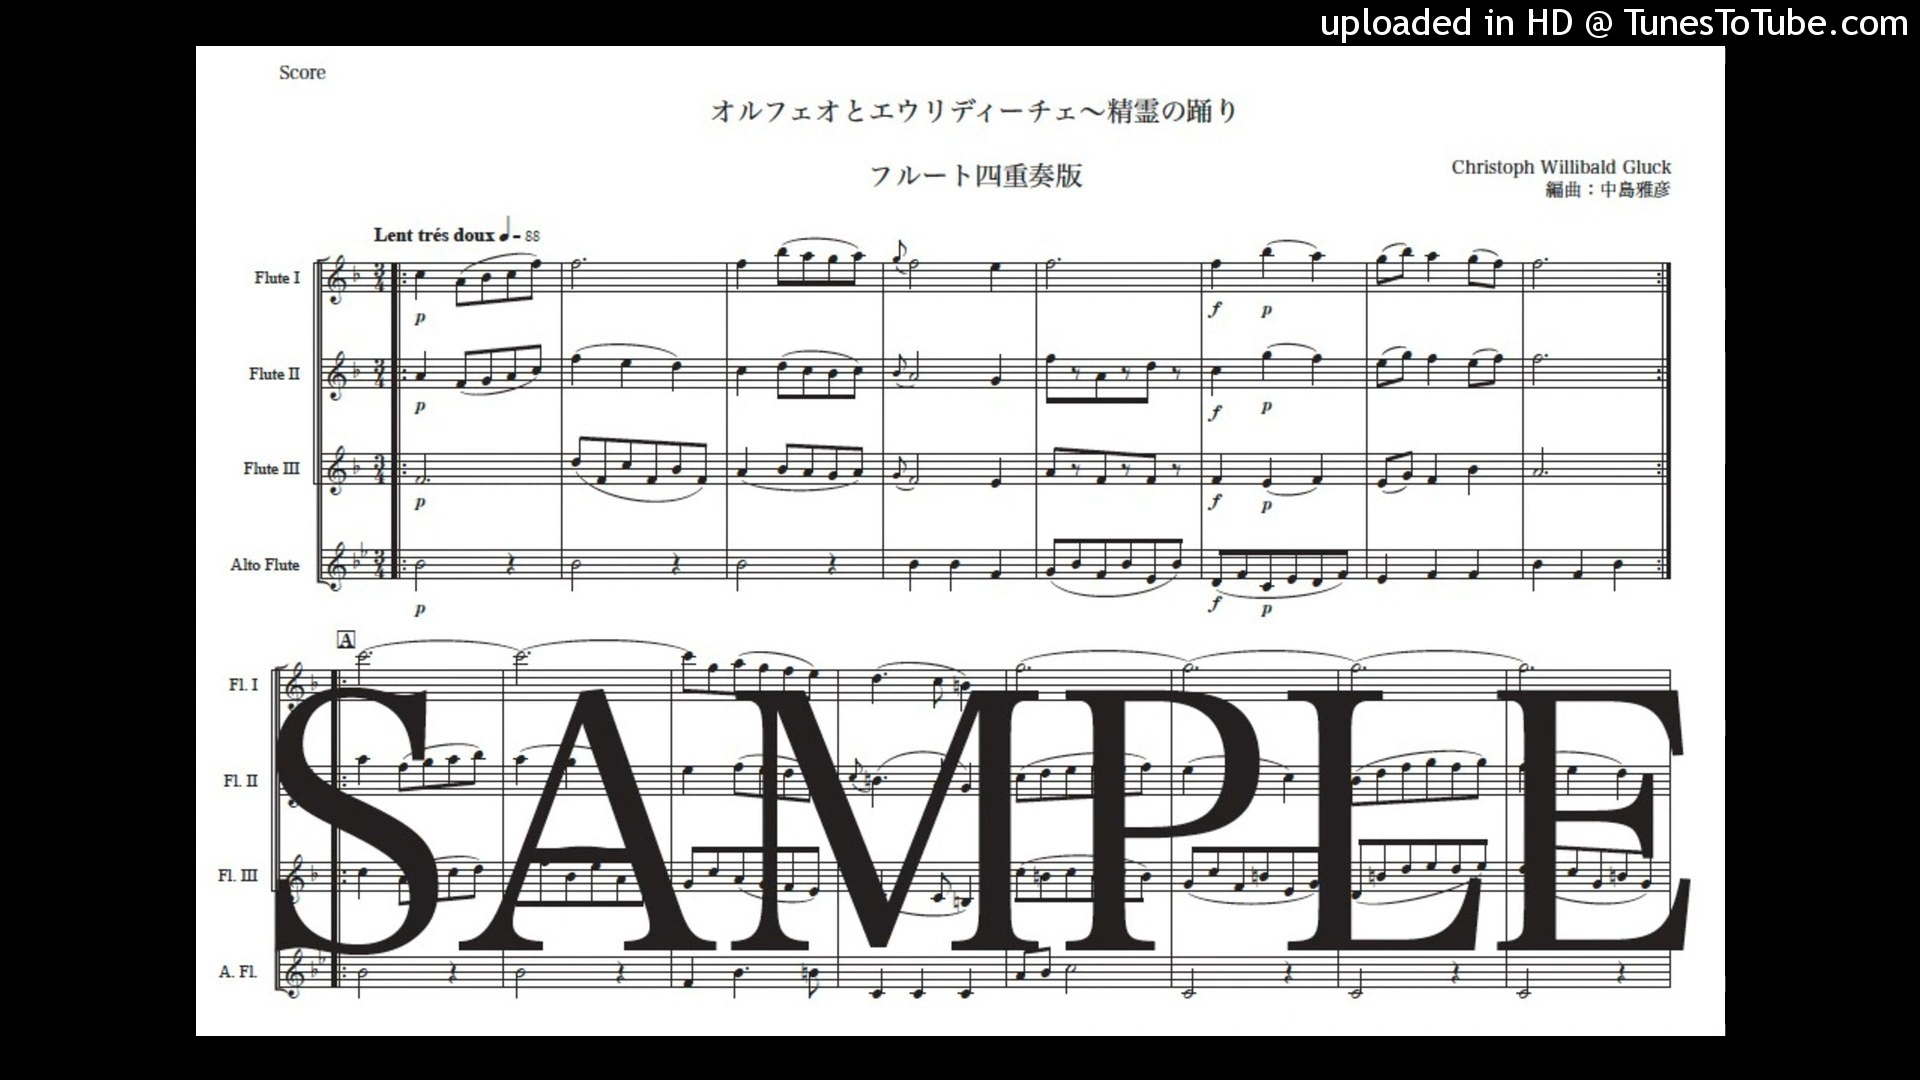 uploaded in HD @ TunesToTube.com
Score
オルフェオとエウリディーチェ～精霊の踊り
フルート四重奏版
Christoph Willibald Gluck
編曲：中島雅彦
Lent trés doux ♩= 88
Flute I
p
f p
Flute II
p
f p
Flute III
p
f p
Alto Flute
p
f p
A
Fl. I
Fl. II
Fl. III
A. Fl.
SAMPLE